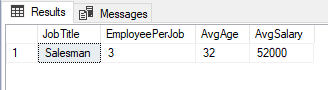 Results Messages
JobTitle EmployeePerJob AvgAge AvgSalary
1 Salesman 3 32 52000